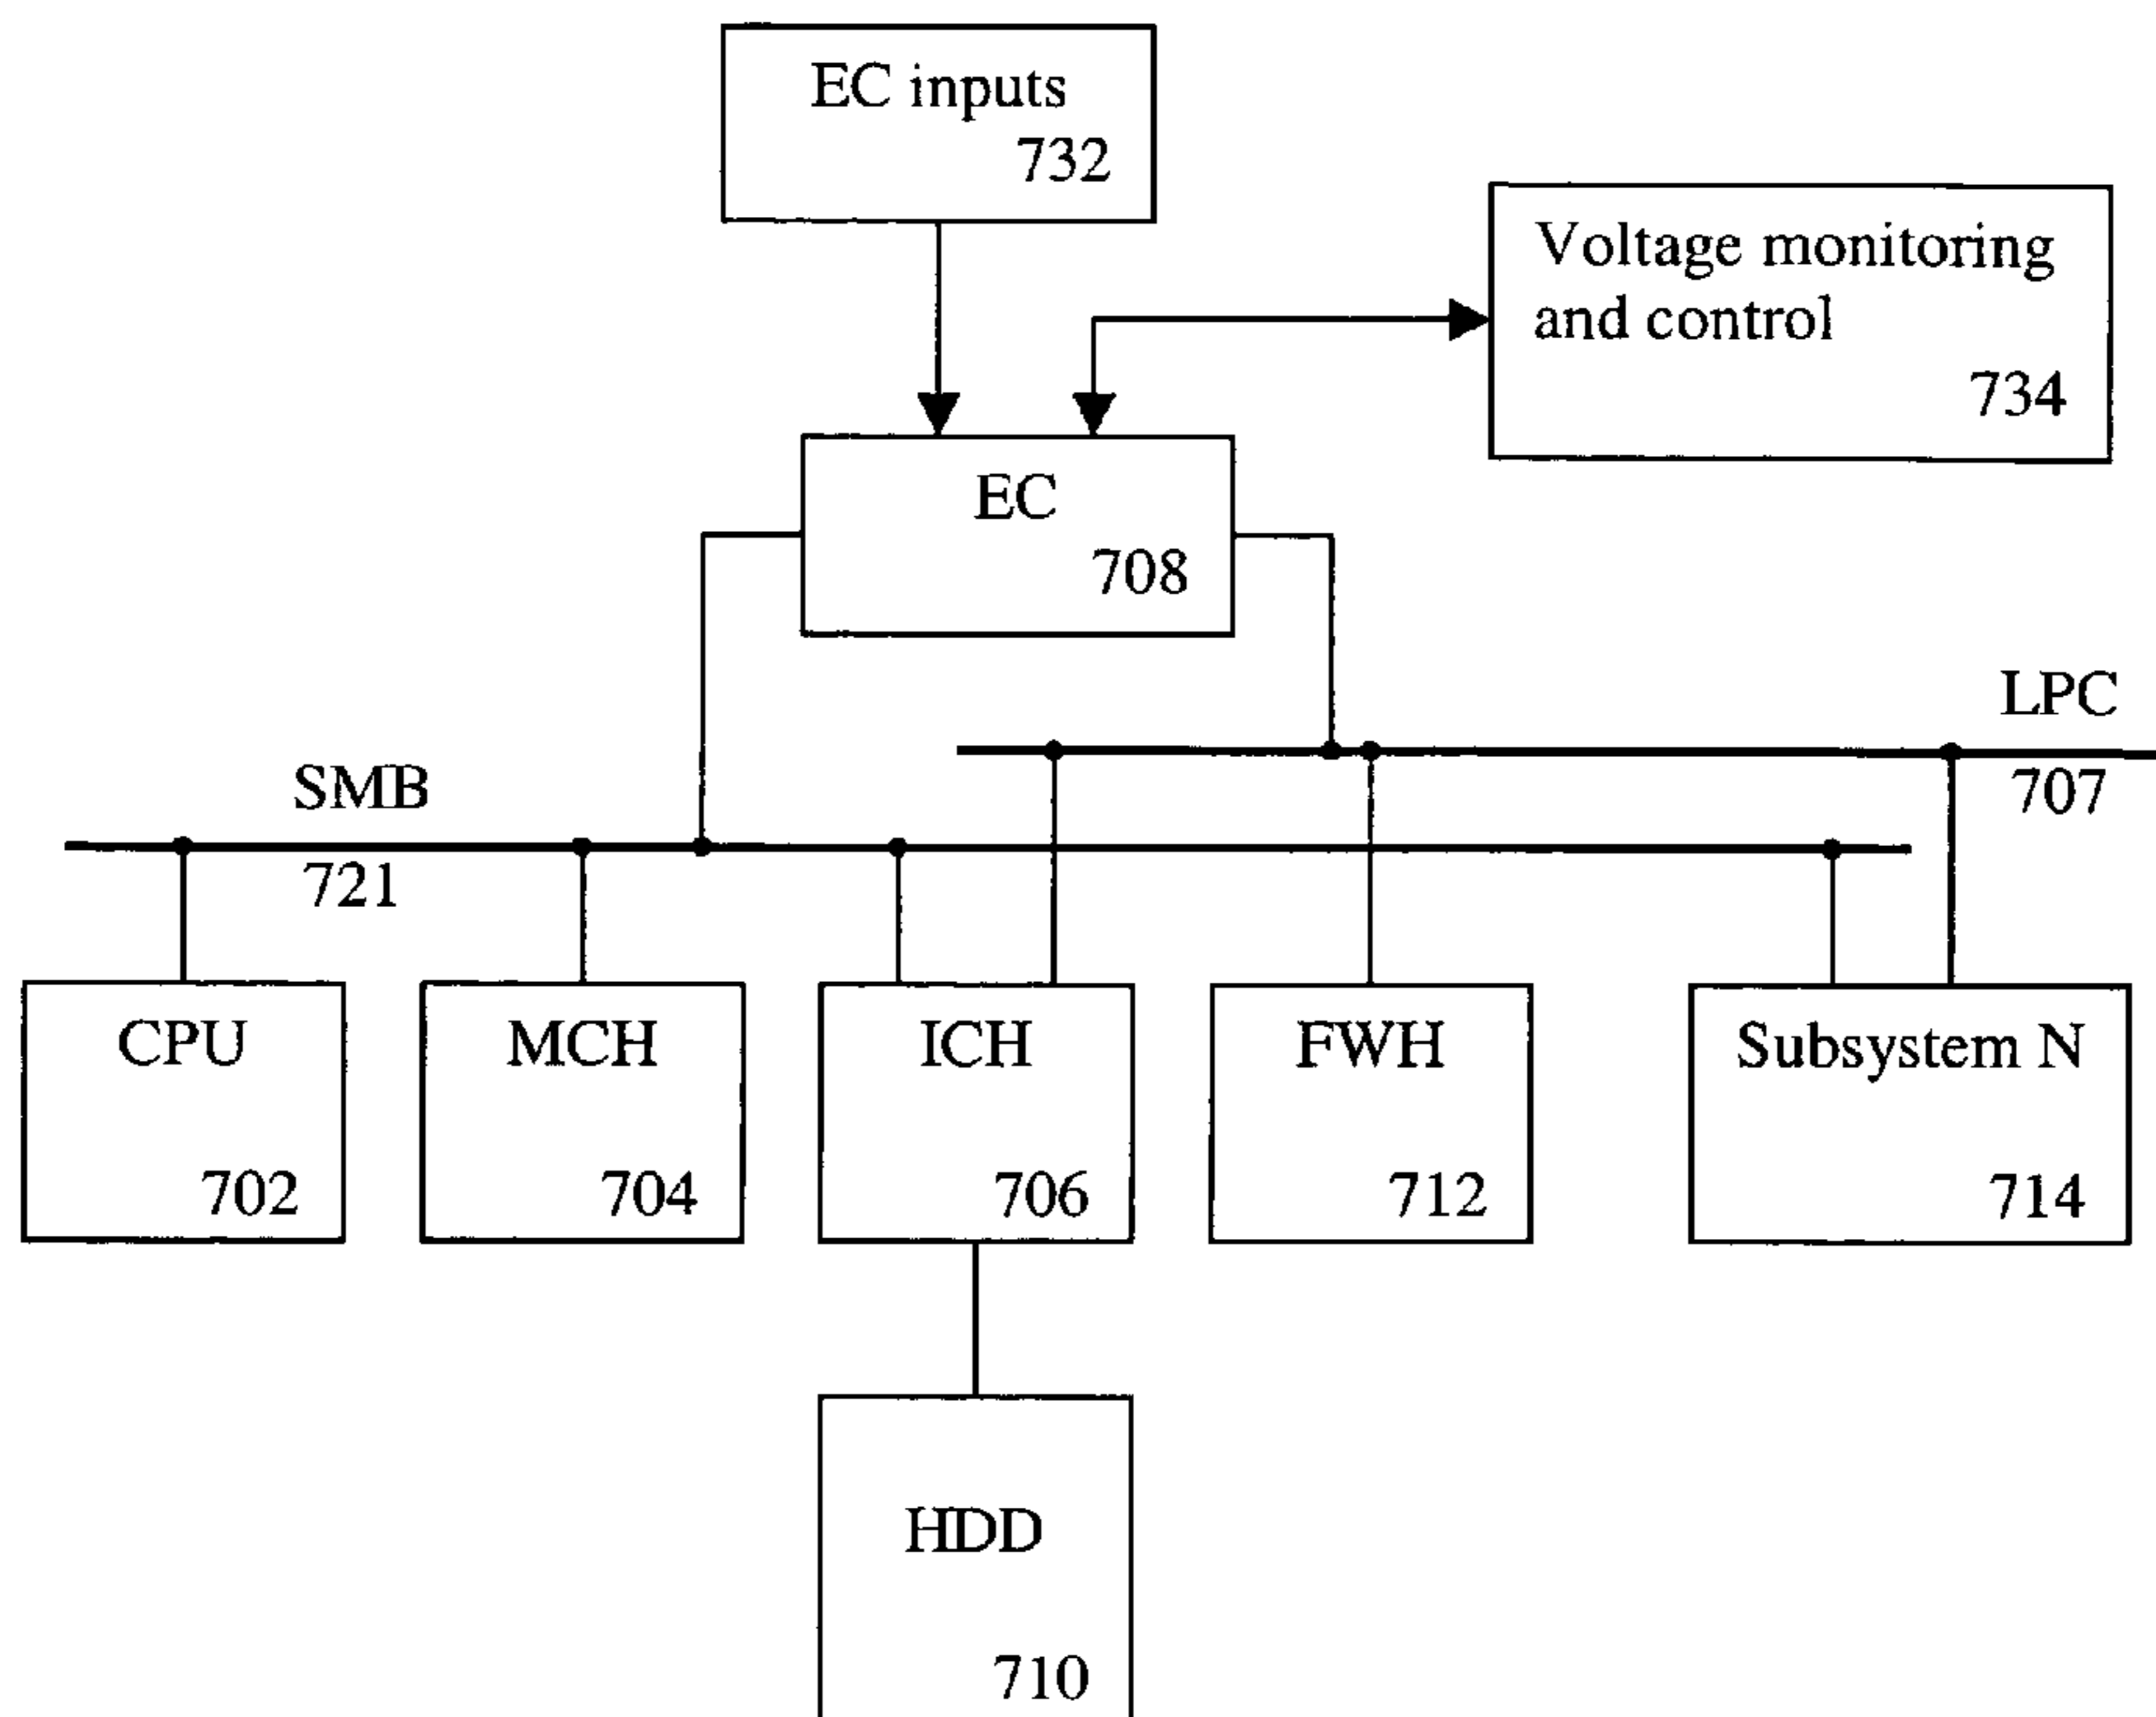 EC inputs
732
Voltage monitoring
and control
734
EC
708
LPC
707
SMB
721
CPU
702
MCH
704
ICH
706
FWH
712
Subsystem N
714
HDD
710